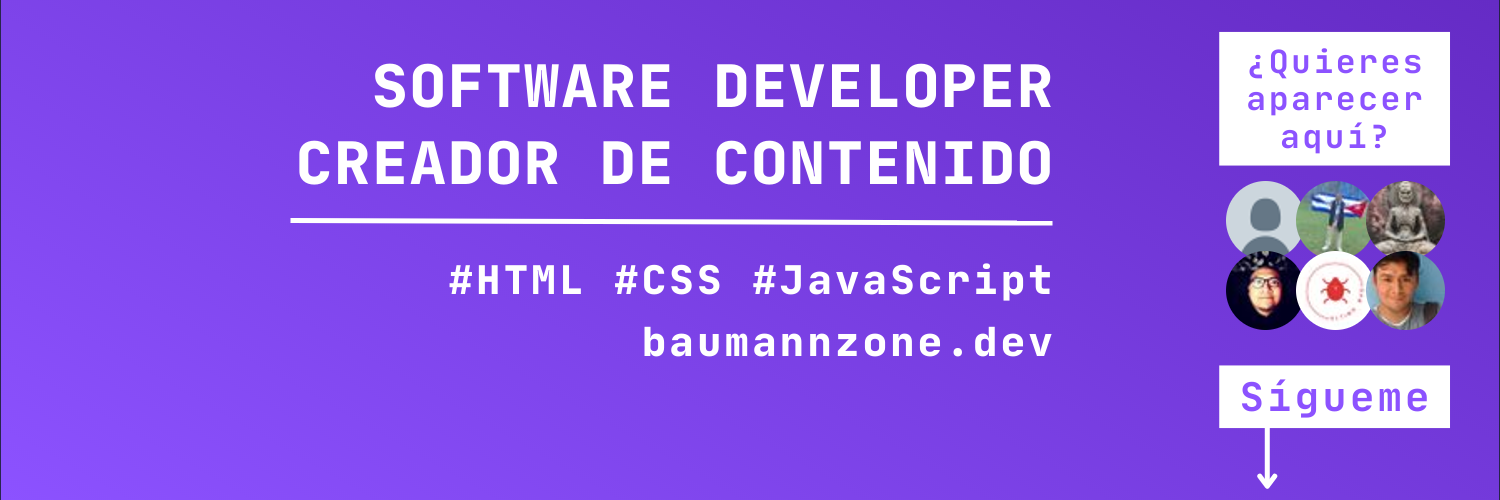 SOFTWARE DEVELOPER
CREADOR DE CONTENIDO
#HTML #CSS #JavaScript
baumannzone.dev
¿Quieres
aparecer
aquí?
Sígueme